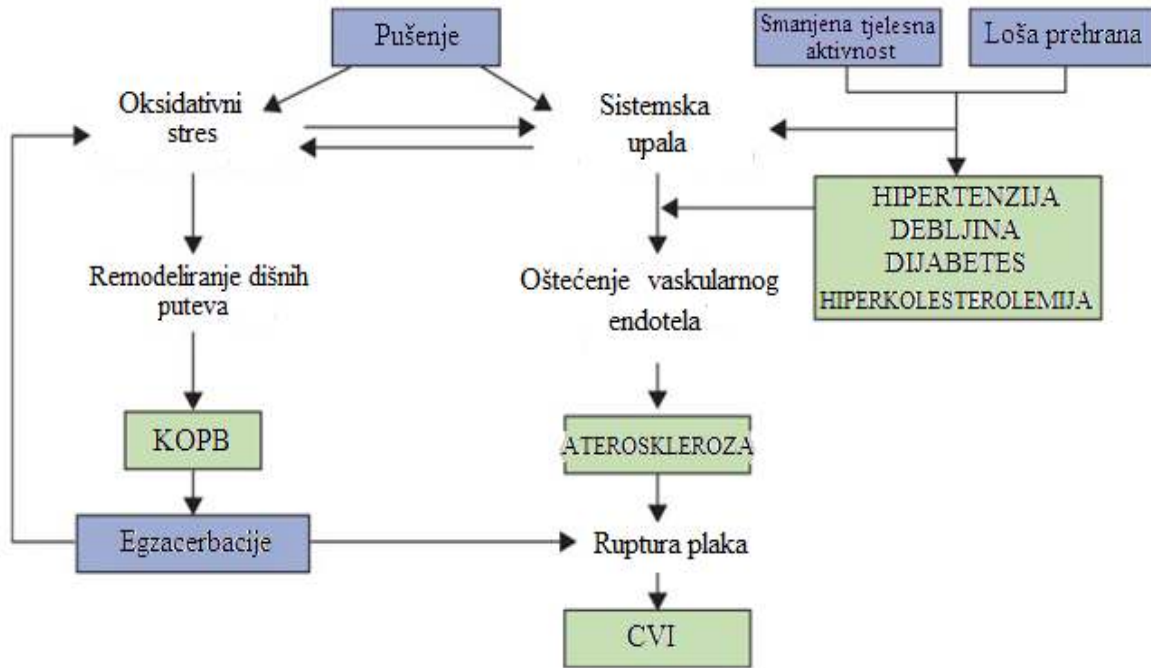 Pušenje
Smanjena tjelesna
aktivnost
Loša prehrana
Oksidativni
stres
Sistemska
upala
HIPERTENZIJA
DEBLJINA
DIJABETES
HIPERKOLESTEROLEMIJA
Remodeliranje dišnih
puteva
Oštećenje vaskularnog
endotela
KOPB
ATEROSKLEROZA
Egzacerbacije
Ruptura plaka
CVI